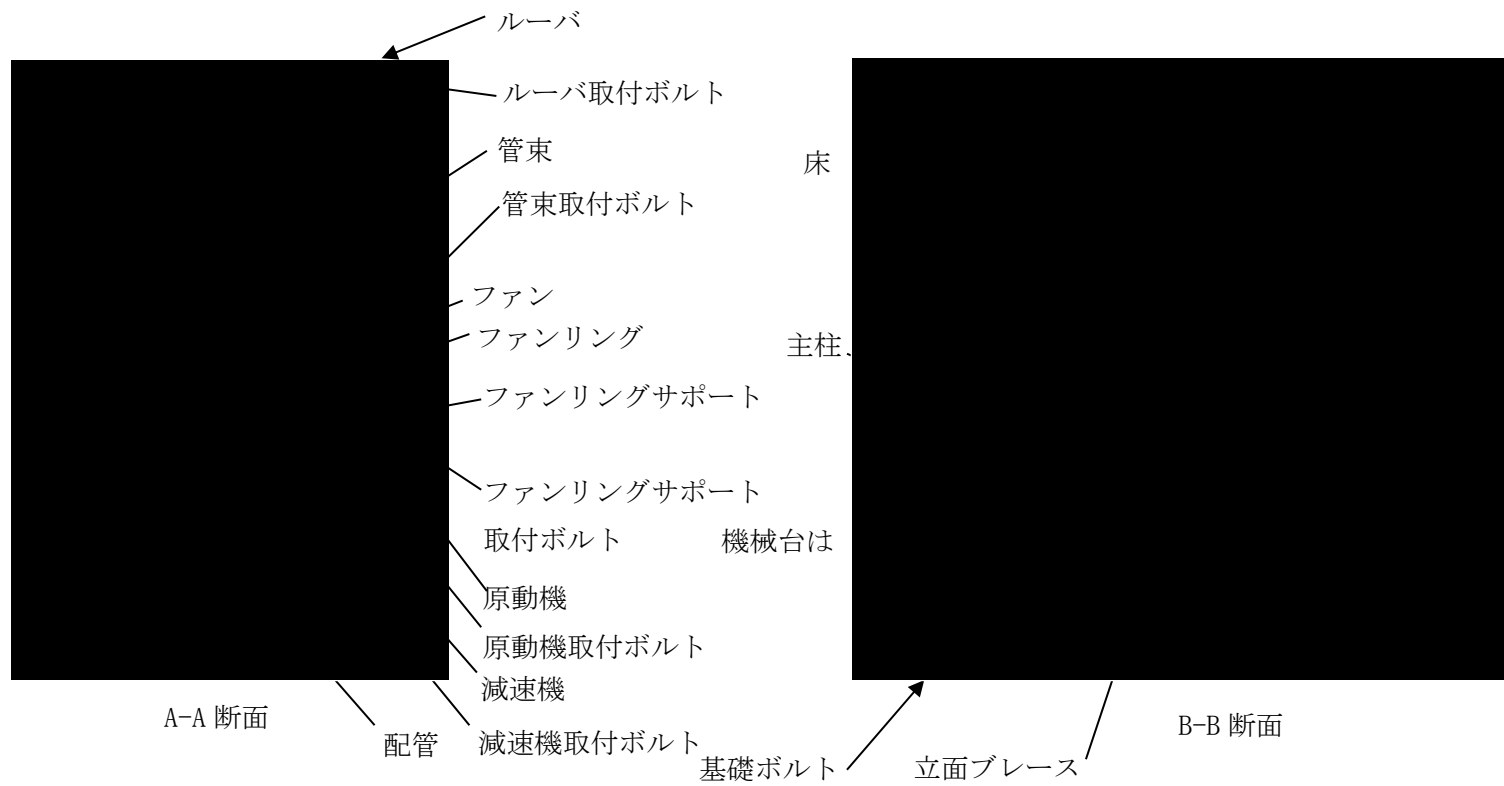 ルーバ
ルーバ取付ボルト
管束
床
管束取付ボルト
ファン
ファンリング
主柱
ファンリングサポート
ファンリングサポート
取付ボルト
機械台は
原動機
原動機取付ボルト
減速機
A-A 断面
B-B 断面
配管
減速機取付ボルト
基礎ボルト
立面ブレース